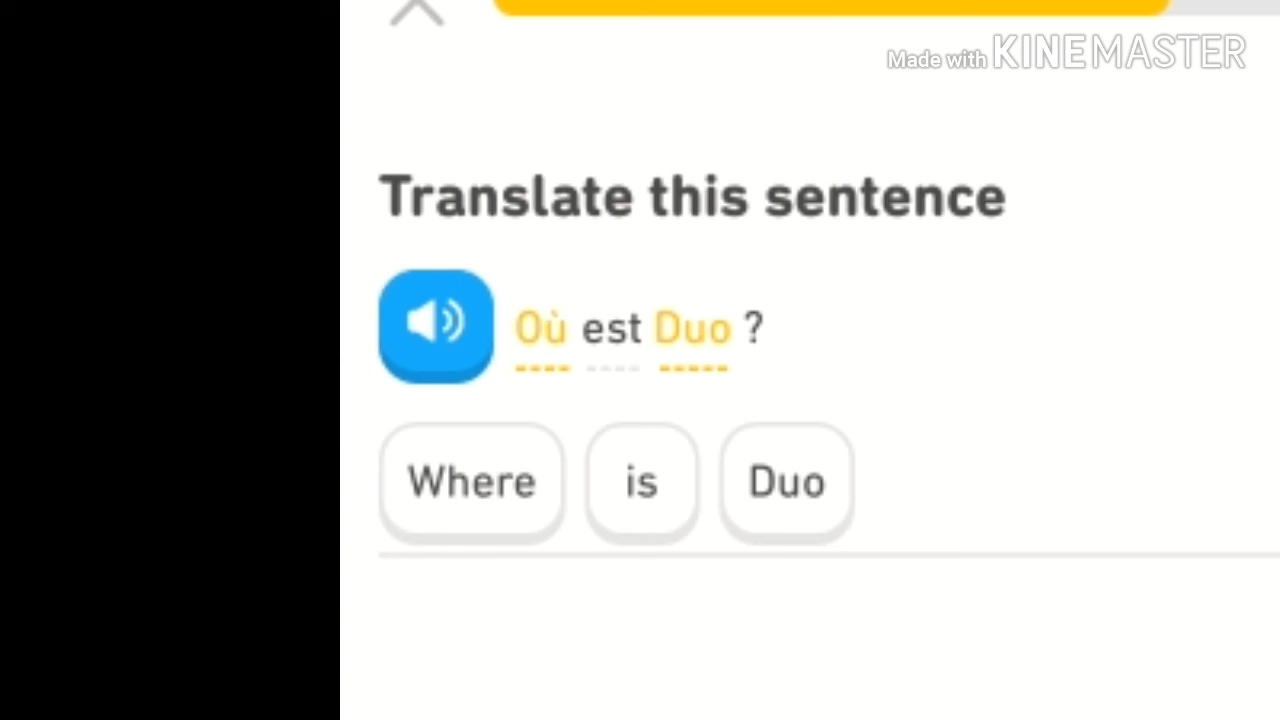 Made with KINEMASTER
Translate this sentence
Où est Duo ?
Where is Duo